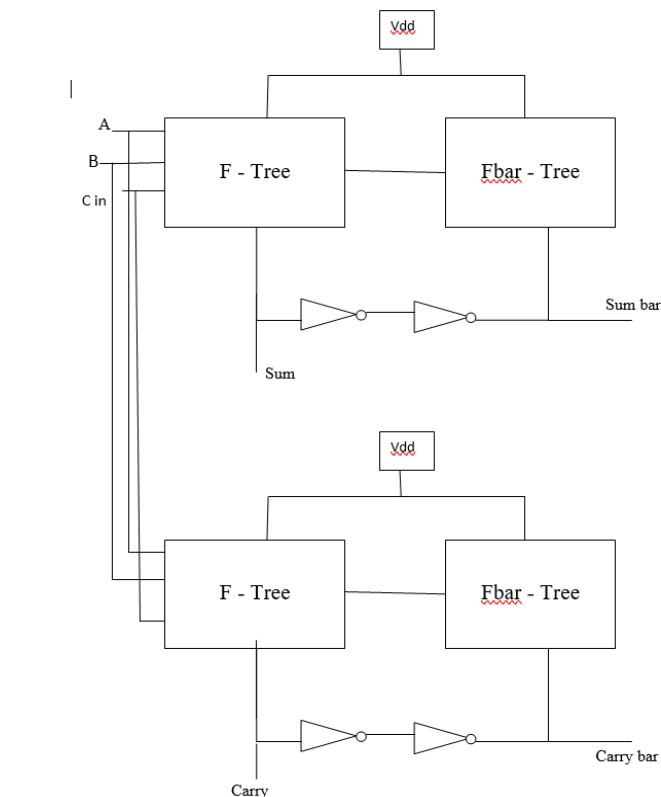 Vdd
A
B
C in
F - Tree
Fbar - Tree
Sum bar
Sum
Vdd
F - Tree
Fbar - Tree
Carry bar
Carry